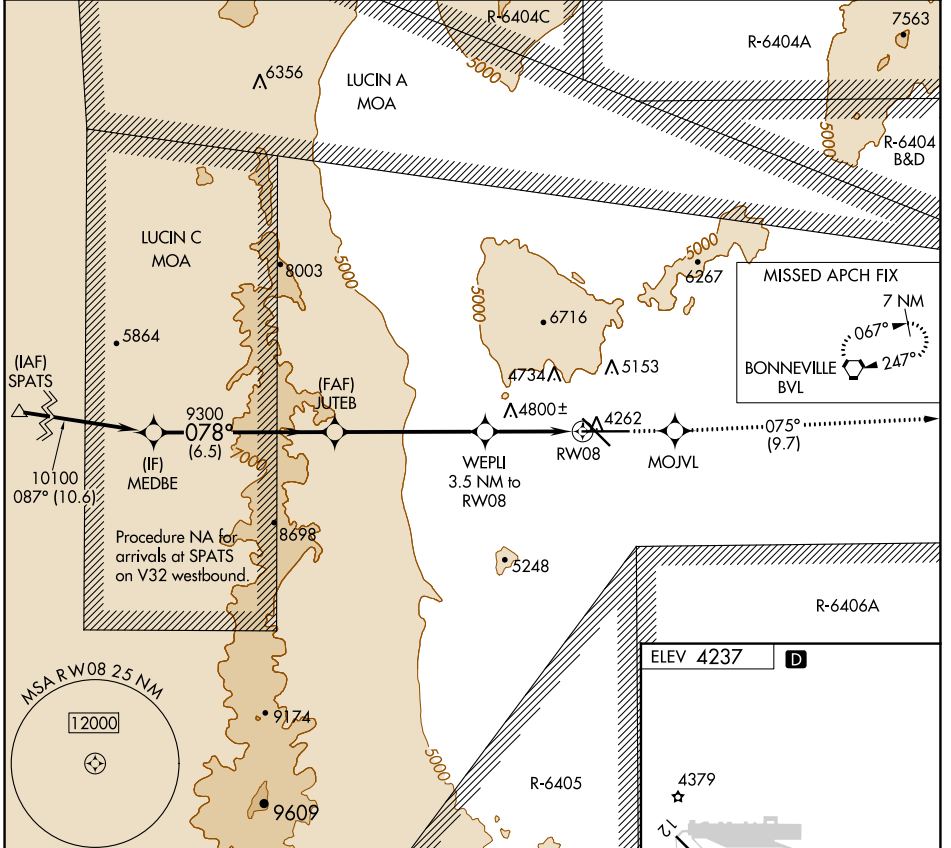 R-6404C
7563
R-6404A
6356
5000
LUCIN A
MOA
5000
5000
R-6404
B&D
LUCIN C
MOA
8003
5000
5000
6267
5000
MISSED APCH FIX
7 NM
067°
247°
BONNEVILLE
BVL
6716
5864
(IAF)
SPATS
(FAF)
JUTEB
4734
5153
4800±
4262
9300
078°
(6.5)
7000
(IF)
MEDBE
10100
087° (10.6)
WEPLI
3.5 NM to
RW08
RW08
MOJVL
075°
(9.7)
Procedure NA for
arrivals at SPATS
on V32 westbound.
8698
5248
R-6406A
ELEV 4237
D
MSA RW08 25 NM
12000
9174
5000
R-6405
9609
4379
12